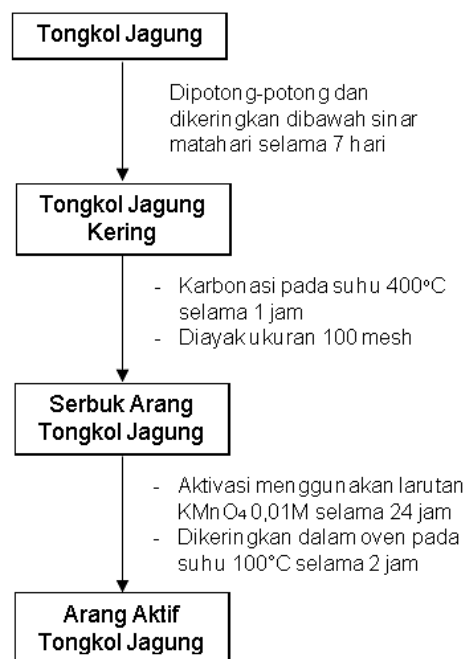 Tongkol Jagung
Dipotong-potong dan
dikeringkan dibawah sinar
matahari selama 7 hari
Tongkol Jagung
Kering
- Karbonasi pada suhu 400°C
selama 1 jam
- Diayak ukuran 100 mesh
Serbuk Arang
Tongkol Jagung
- Aktivasi menggunakan larutan
KMnO₄ 0,01M selama 24 jam
- Dikeringkan dalam oven pada
suhu 100°C selama 2 jam
Arang Aktif
Tongkol Jagung